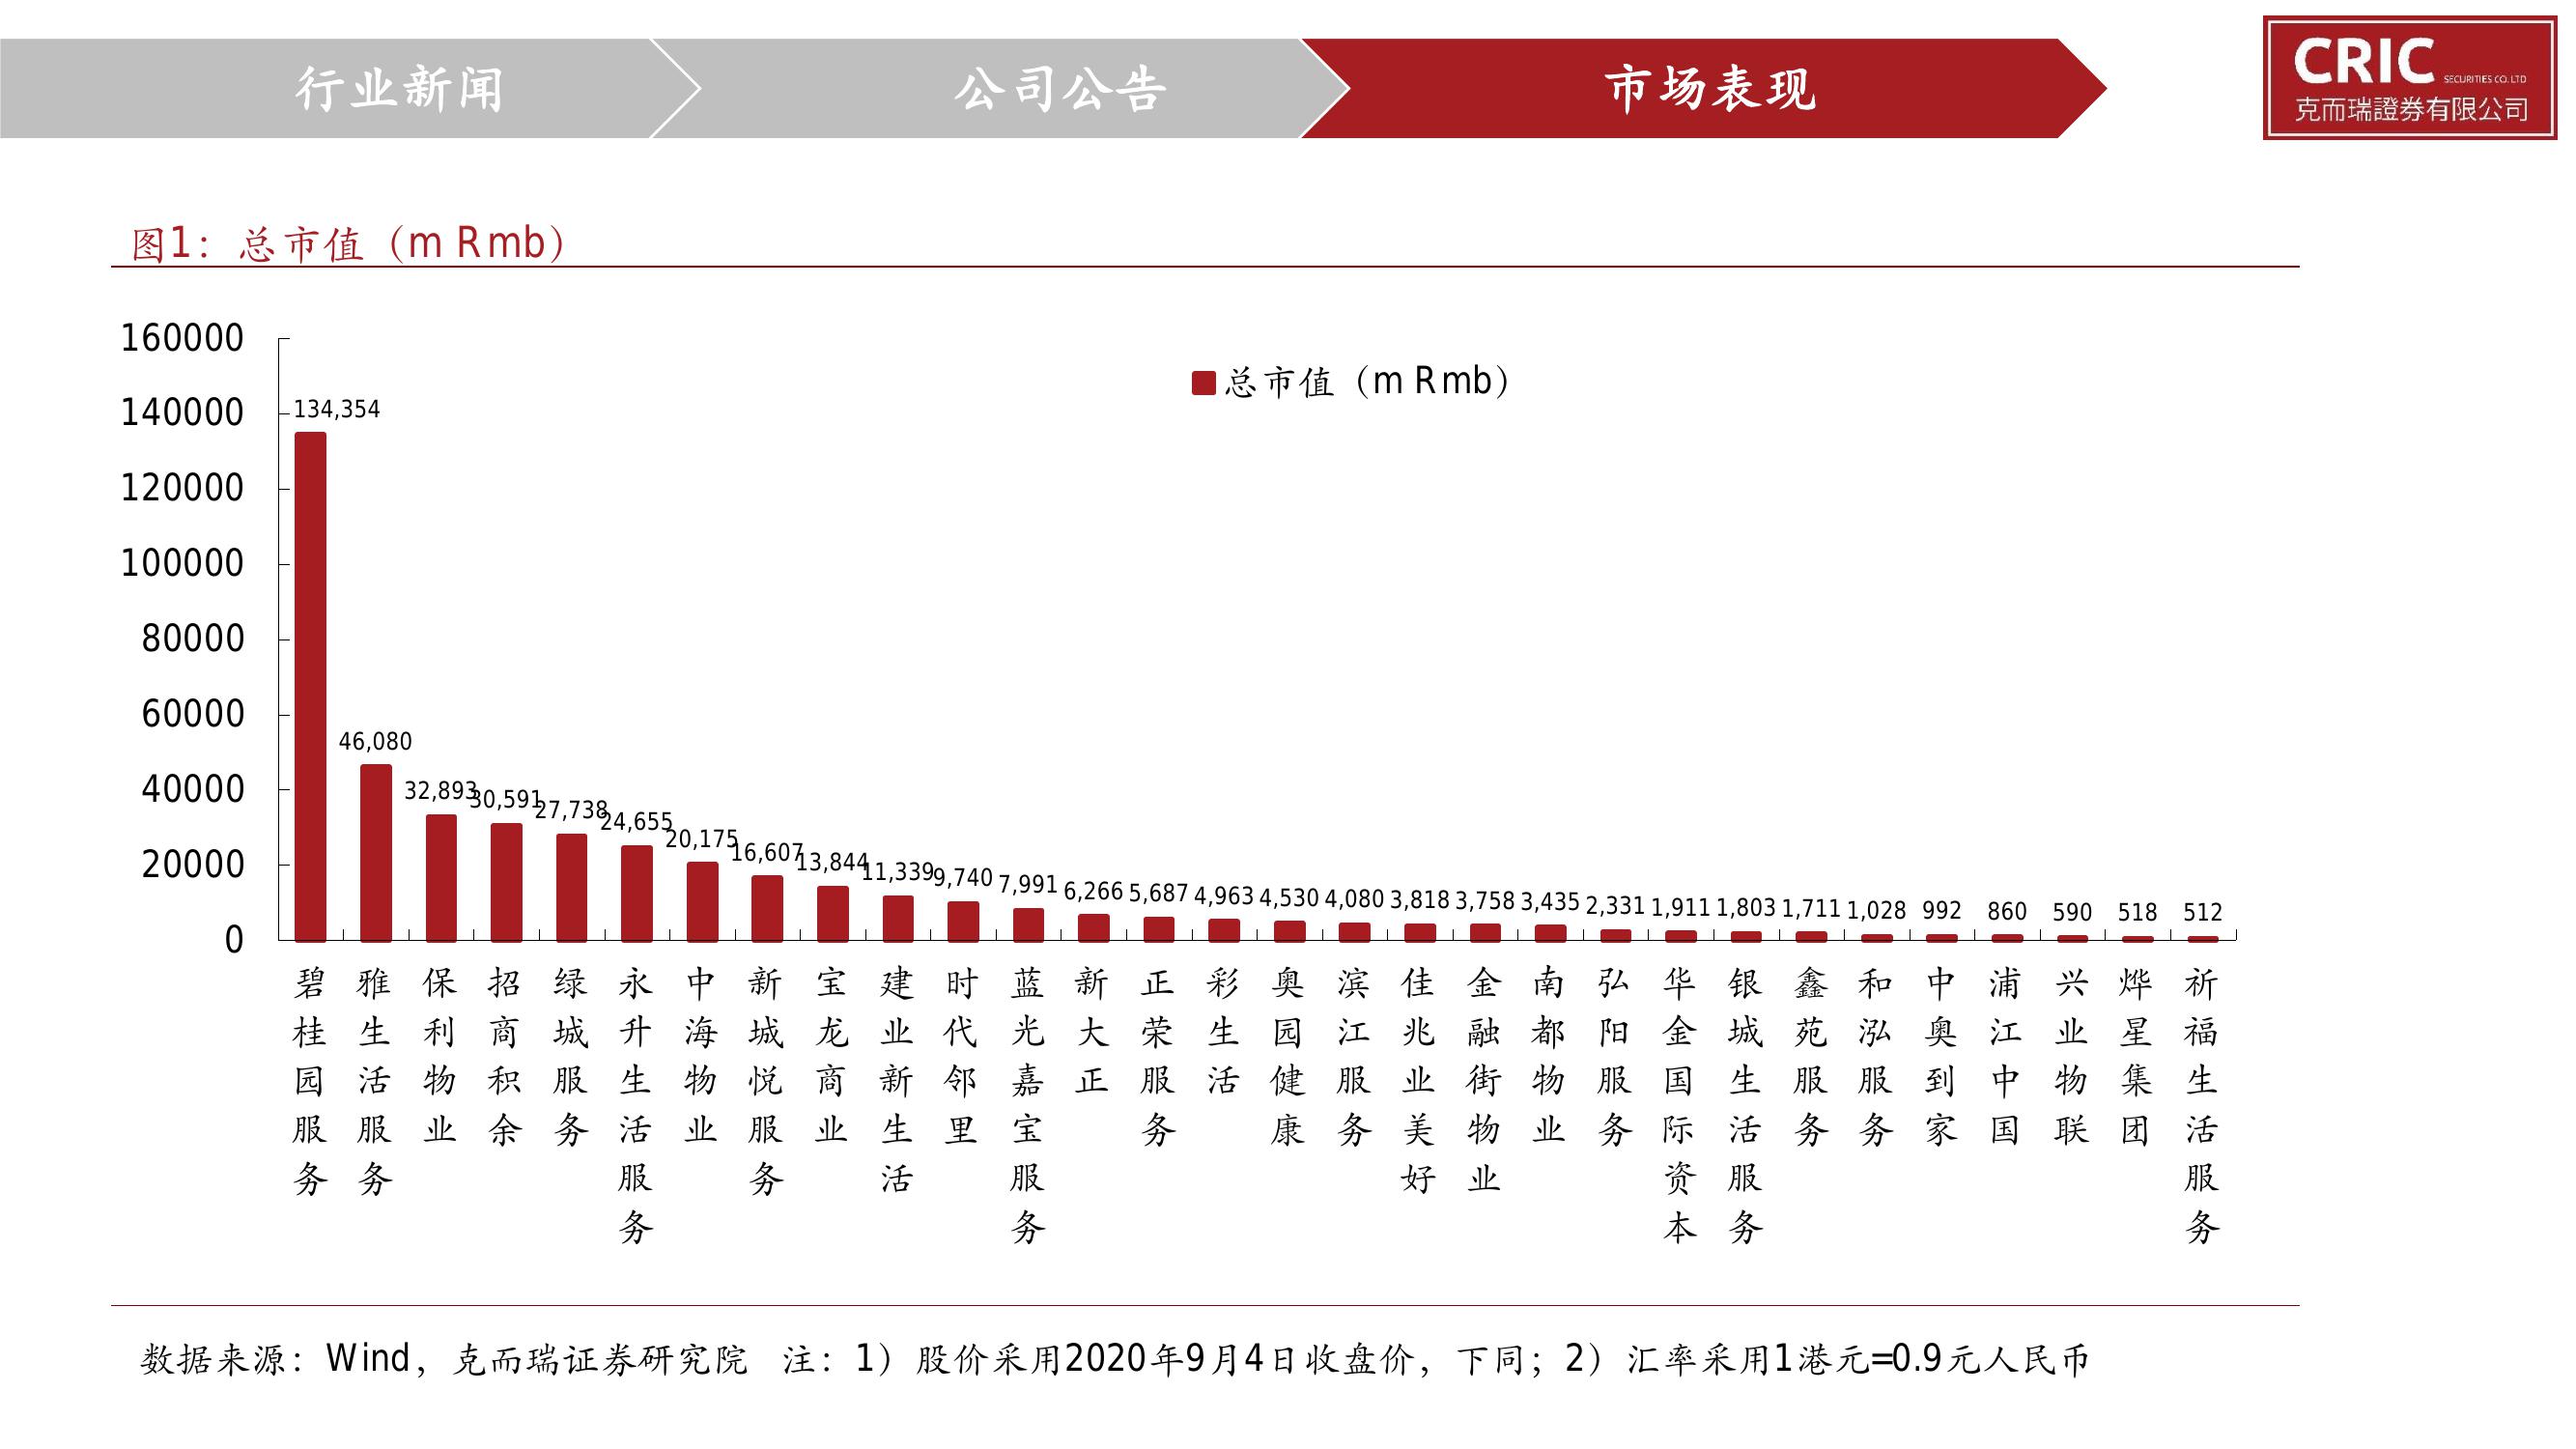 行业新闻
公司公告
市场表现
CRIC SECURITIES CO. LTD
克而瑞證券有限公司
图1：总市值（m Rmb）
总市值（m Rmb）
160000
140000
120000
100000
80000
60000
40000
20000
0
134,354
46,080
32,893
30,591
27,738
24,655
20,175
16,607
13,844
11,339
9,740
7,991
6,266
5,687
4,963
4,530
4,080
3,818
3,758
3,435
2,331
1,911
1,803
1,711
1,028
992
860
590
518
512
碧桂园服务
雅生活服务
保利物业
招商积余
绿城服务
永升生活服务
中海物业
新城悦服务
宝龙商业
建业新生活
时代邻里
蓝光嘉宝服务
新大正
正荣服务
彩生活
奥园健康
滨江服务
佳兆业美好
金融街物业
南都物业
弘阳服务
华金国际资本
银城生活服务
鑫苑服务
和泓服务
中奥到家
浦江中国
兴业物联
烨星集团
祈福生活服务
数据来源：Wind，克而瑞证券研究院 注：1）股价采用2020年9月4日收盘价，下同；2）汇率采用1港元=0.9元人民币